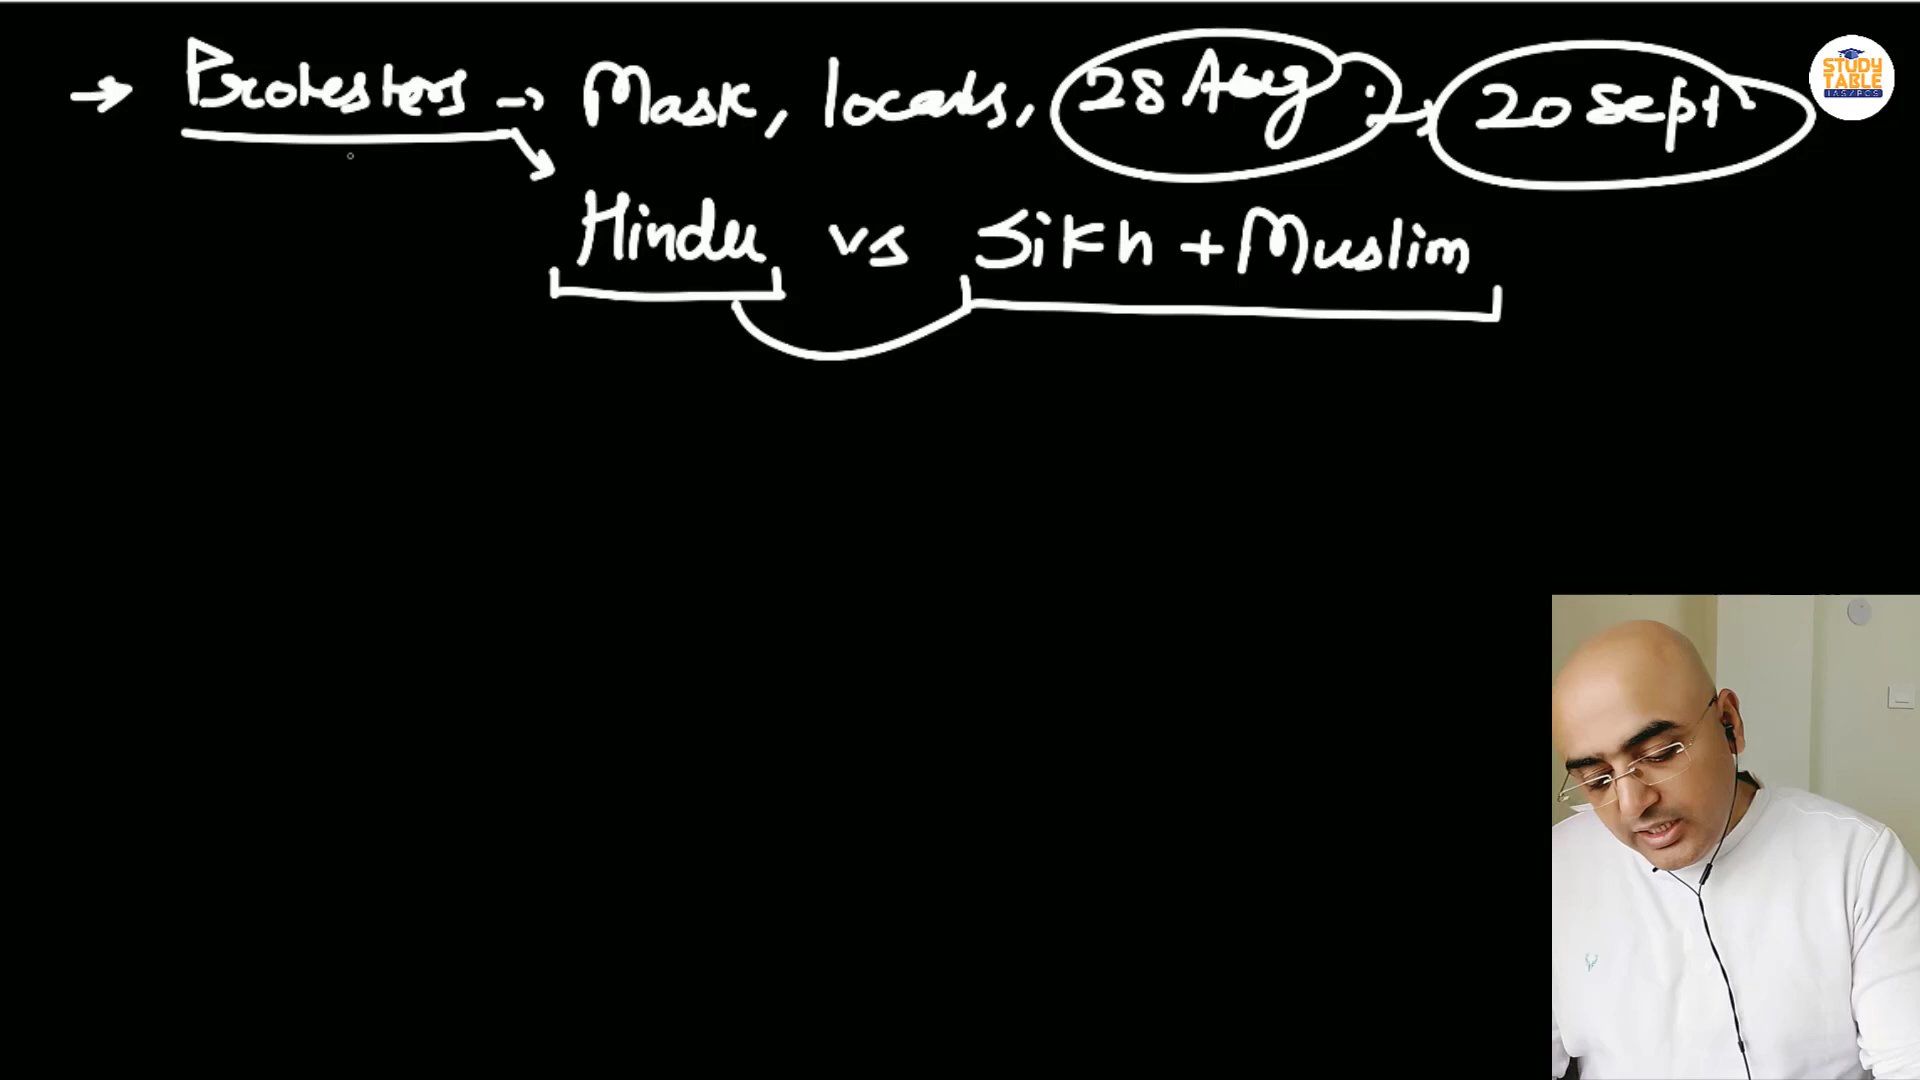 → Protesters → Mask, locals, 28 Aug → 20 Sept
Hindu vs Sikh + Muslim
STUDY
TABLE
IAS/PCS